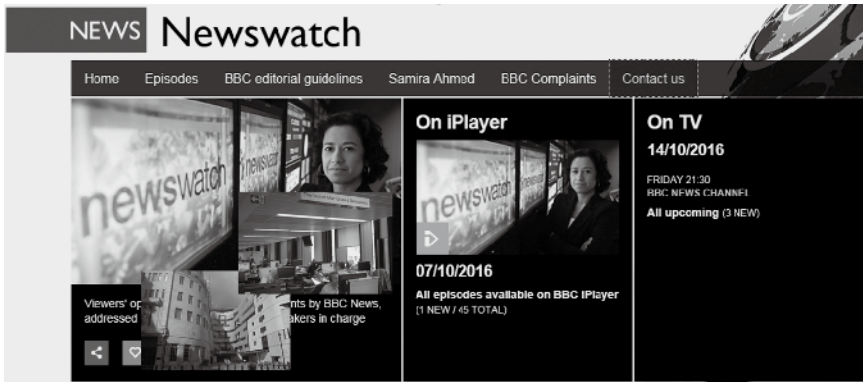 NEWS Newswatch
Home Episodes BBC editorial guidelines Samira Ahmed BBC Complaints Contact us
newswatch
newswatch
Viewers' op
nts by BBC News,
addressed
akers in charge
On iPlayer
newswatch
07/10/2016
All episodes available on BBC iPlayer
(1 NEW / 45 TOTAL)
On TV
14/10/2016
FRIDAY 21:30
BBC NEWS CHANNEL
All upcoming (3 NEW)